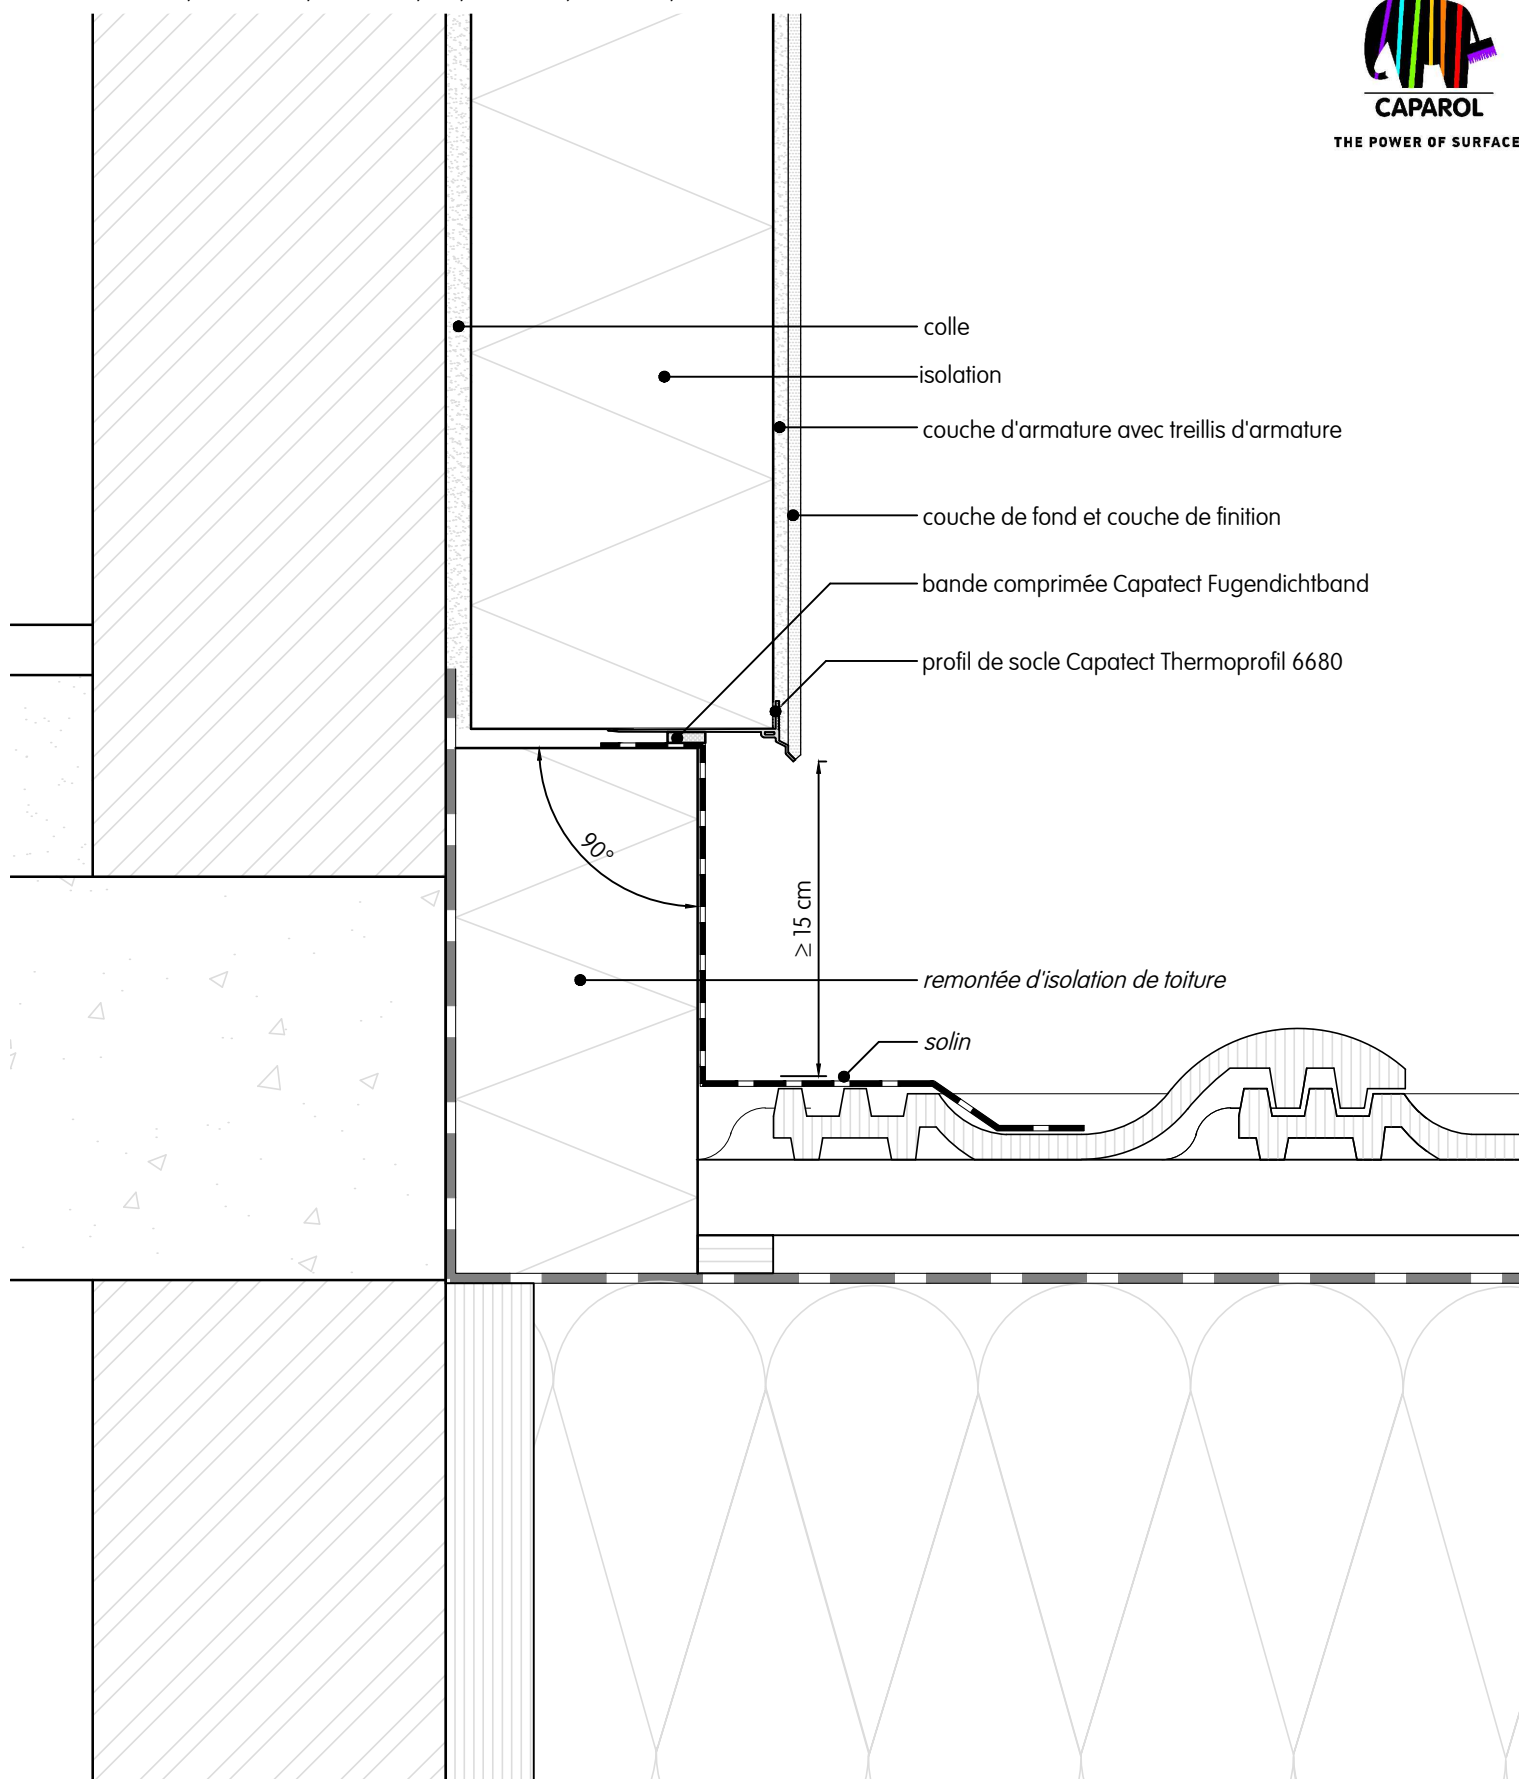 CAPAROL
THE POWER OF SURFACE
colle
isolation
couche d'armature avec treillis d'armature
couche de fond et couche de finition
bande comprimée Capatect Fugendichtband
profil de socle Capatect Thermoprofil 6680
90°
≥ 15 cm
remontée d'isolation de toiture
solin